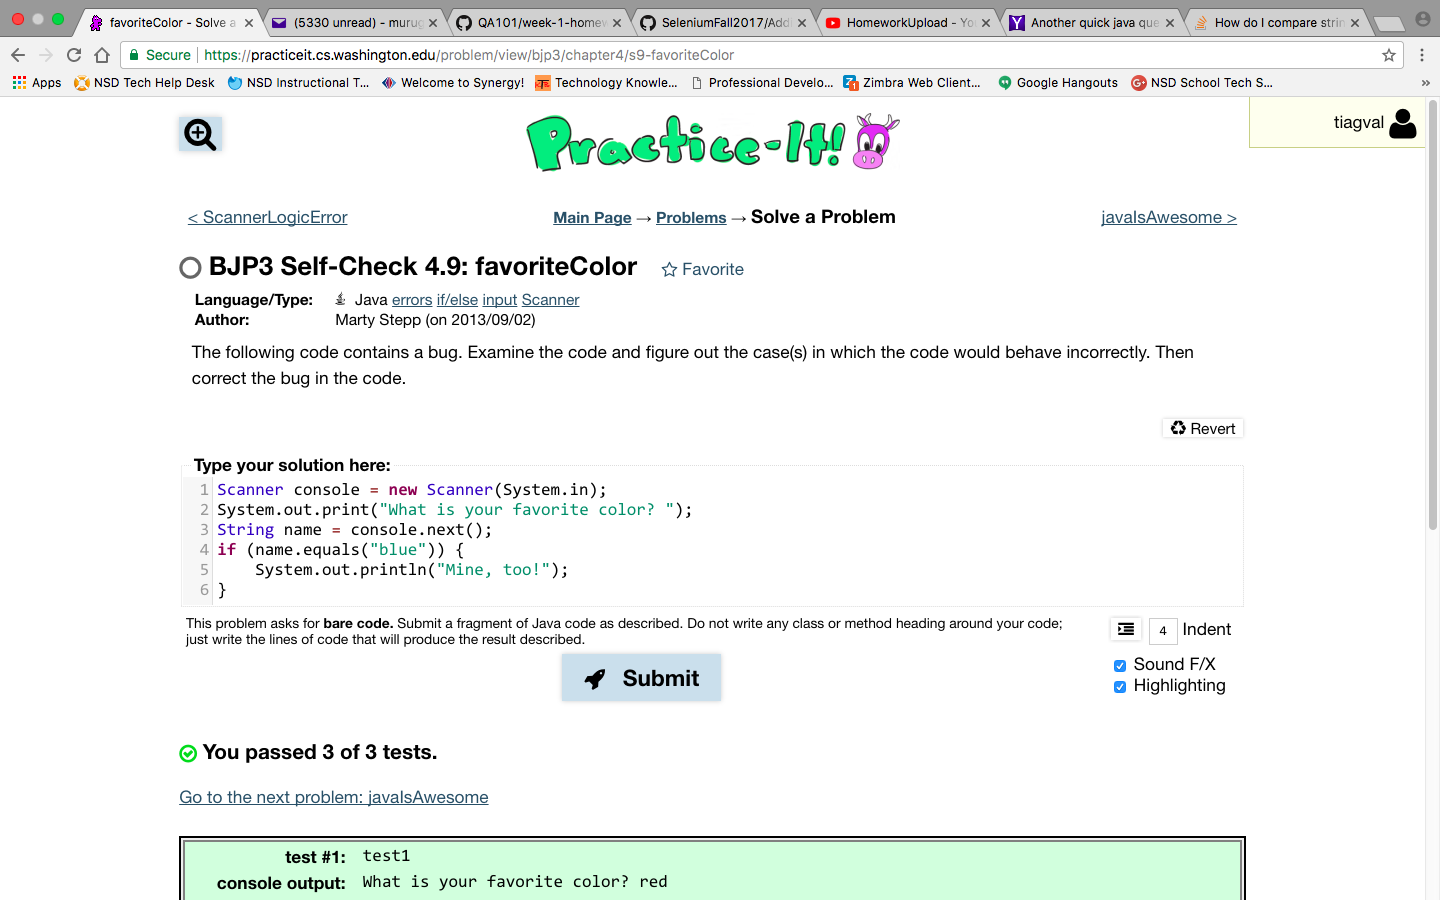 favoriteColor - Solve a
(5330 unread) - murug
QA101/week-1-homew
SeleniumFall2017/Addi
HomeworkUpload - You
Another quick java que
How do I compare strin
Secure https://practiceit.cs.washington.edu/problem/view/bjp3/chapter4/s9-favoriteColor
Apps NSD Tech Help Desk NSD Instructional T... Welcome to Synergy! Technology Knowle... Professional Develo... Zimbra Web Client... Google Hangouts NSD School Tech S... »
Practice-It!
tiagval
< ScannerLogicError Main Page → Problems → Solve a Problem javaIsAwesome >
BJP3 Self-Check 4.9: favoriteColor Favorite
Language/Type: Java errors if/else input Scanner
Author: Marty Stepp (on 2013/09/02)
The following code contains a bug. Examine the code and figure out the case(s) in which the code would behave incorrectly. Then
correct the bug in the code.
Revert
Type your solution here:
1 Scanner console = new Scanner(System.in);
2 System.out.print("What is your favorite color? ");
3 String name = console.next();
4 if (name.equals("blue")) {
5     System.out.println("Mine, too!");
6 }
This problem asks for bare code. Submit a fragment of Java code as described. Do not write any class or method heading around your code;
just write the lines of code that will produce the result described.
4 Indent
Sound F/X
Highlighting
Submit
You passed 3 of 3 tests.
Go to the next problem: javaIsAwesome
test #1: test1
console output: What is your favorite color? red